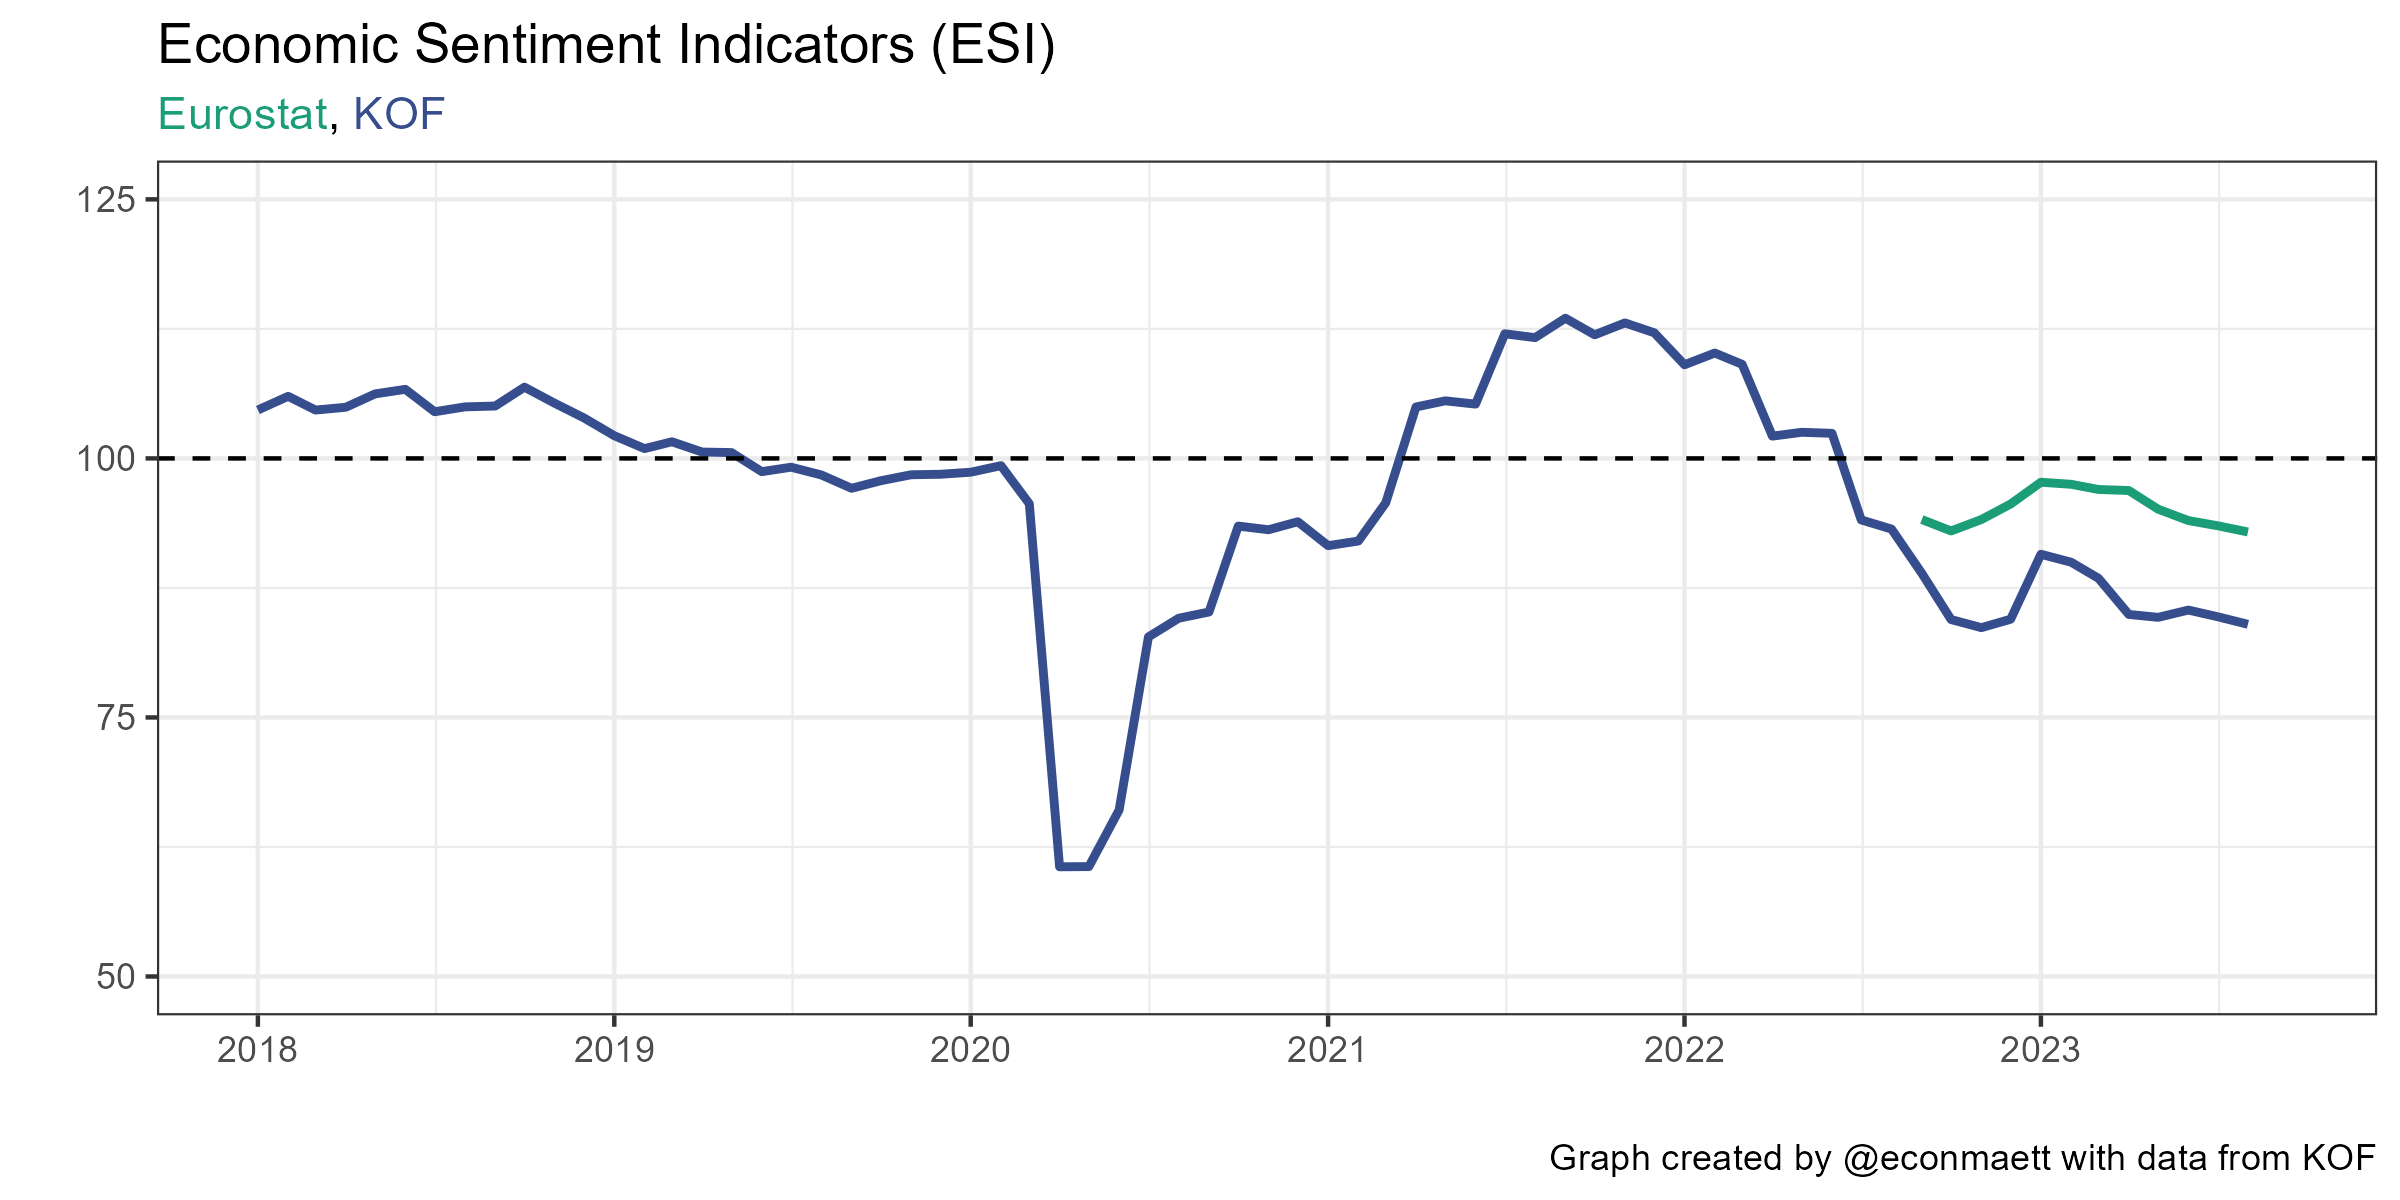 Economic Sentiment Indicators (ESI)
Eurostat, KOF
125
100
75
50
2018 2019 2020 2021 2022 2023
Graph created by @econmaett with data from KOF